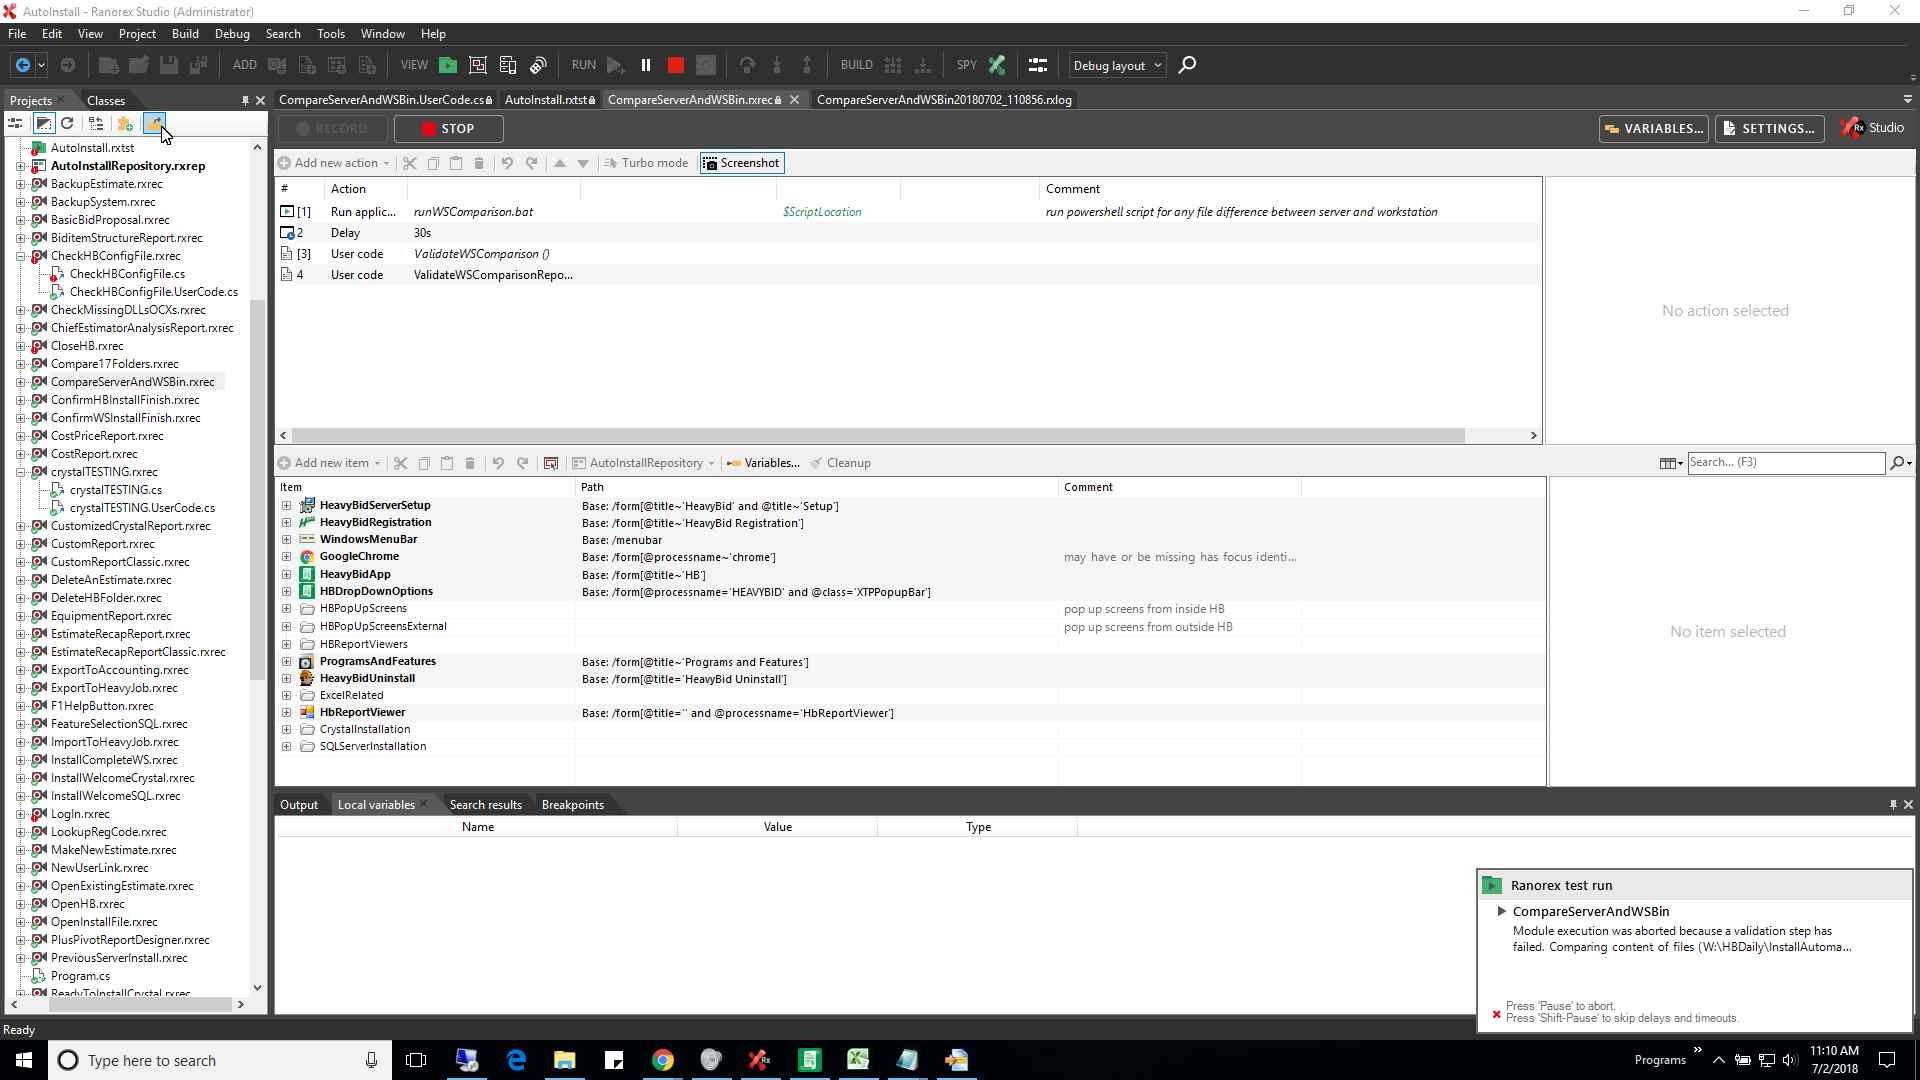 AutoInstall - Ranorex Studio (Administrator)
File Edit View Project Build Debug Search Tools Window Help
ADD VIEW RUN BUILD SPY Debug layout
Projects Classes
CompareServerAndWSBin.UserCode.cs AutoInstall.rxtst CompareServerAndWSBin.rxrec CompareServerAndWSBin20180702_110856.rxlog
RECORD STOP VARIABLES... SETTINGS... Rx Studio
Add new action Turbo mode Screenshot
# Action Comment
[1] Run applic... runWSComparison.bat $ScriptLocation run powershell script for any file difference between server and workstation
2 Delay 30s
[3] User code ValidateWSComparison ()
4 User code ValidateWSComparisonRepo...
No action selected
AutoInstall.rxtst
AutoInstallRepository.rxrep
BackupEstimate.rxrec
BackupSystem.rxrec
BasicBidProposal.rxrec
BiditemStructureReport.rxrec
CheckHBConfigFile.rxrec
CheckHBConfigFile.cs
CheckHBConfigFile.UserCode.cs
CheckMissingDLLsOCXs.rxrec
ChiefEstimatorAnalysisReport.rxrec
CloseHB.rxrec
Compare17Folders.rxrec
CompareServerAndWSBin.rxrec
ConfirmHBInstallFinish.rxrec
ConfirmWSInstallFinish.rxrec
CostPriceReport.rxrec
CostReport.rxrec
crystalTESTING.rxrec
crystalTESTING.cs
crystalTESTING.UserCode.cs
CustomizedCrystalReport.rxrec
CustomReport.rxrec
CustomReportClassic.rxrec
DeleteAnEstimate.rxrec
DeleteHBFolder.rxrec
EquipmentReport.rxrec
EstimateRecapReport.rxrec
EstimateRecapReportClassic.rxrec
ExportToAccounting.rxrec
ExportToHeavyJob.rxrec
F1HelpButton.rxrec
FeatureSelectionSQL.rxrec
ImportToHeavyJob.rxrec
InstallCompleteWS.rxrec
InstallWelcomeCrystal.rxrec
InstallWelcomeSQL.rxrec
LogIn.rxrec
LookupRegCode.rxrec
MakeNewEstimate.rxrec
NewUserLink.rxrec
OpenExistingEstimate.rxrec
OpenHB.rxrec
OpenInstallFile.rxrec
PlusPivotReportDesigner.rxrec
PreviousServerInstall.rxrec
Program.cs
ReadyToInstallCrystal.rxrec
Add new item AutoInstallRepository Variables... Cleanup Search... (F3)
Item Path Comment
HeavyBidServerSetup Base: /form[@title~'HeavyBid' and @title~'Setup']
HeavyBidRegistration Base: /form[@title~'HeavyBid Registration']
WindowsMenuBar Base: /menubar
GoogleChrome Base: /form[@processname~'chrome'] may have or be missing has focus identi...
HeavyBidApp Base: /form[@title~'HB']
HBDropDownOptions Base: /form[@processname='HEAVYBID' and @class='XTPPopupBar']
HBPopUpScreens pop up screens from inside HB
HBPopUpScreensExternal pop up screens from outside HB
HBReportViewers
ProgramsAndFeatures Base: /form[@title~'Programs and Features']
HeavyBidUninstall Base: /form[@title='HeavyBid Uninstall']
ExcelRelated
HbReportViewer Base: /form[@title='' and @processname='HbReportViewer']
CrystalInstallation
SQLServerInstallation
No item selected
Output Local variables Search results Breakpoints
Name Value Type
Ranorex test run
CompareServerAndWSBin
Module execution was aborted because a validation step has
failed. Comparing content of files (W:\HBDaily\InstallAutoma...
Press 'Pause' to abort.
Press 'Shift-Pause' to skip delays and timeouts.
Ready
Type here to search
Programs
11:10 AM
7/2/2018